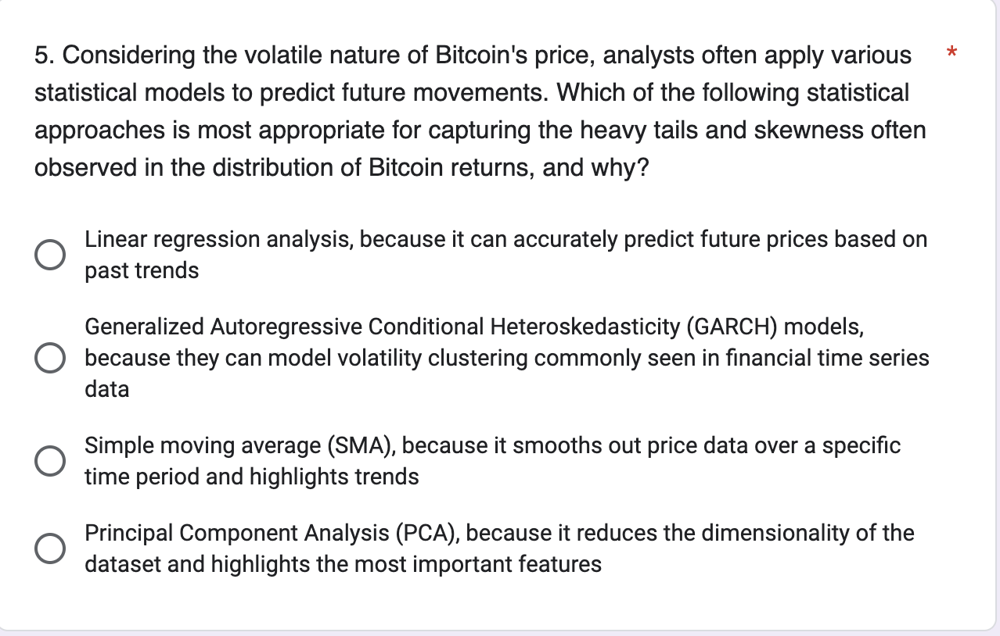 5. Considering the volatile nature of Bitcoin's price, analysts often apply various *
statistical models to predict future movements. Which of the following statistical
approaches is most appropriate for capturing the heavy tails and skewness often
observed in the distribution of Bitcoin returns, and why?
Linear regression analysis, because it can accurately predict future prices based on
past trends
Generalized Autoregressive Conditional Heteroskedasticity (GARCH) models,
because they can model volatility clustering commonly seen in financial time series
data
Simple moving average (SMA), because it smooths out price data over a specific
time period and highlights trends
Principal Component Analysis (PCA), because it reduces the dimensionality of the
dataset and highlights the most important features